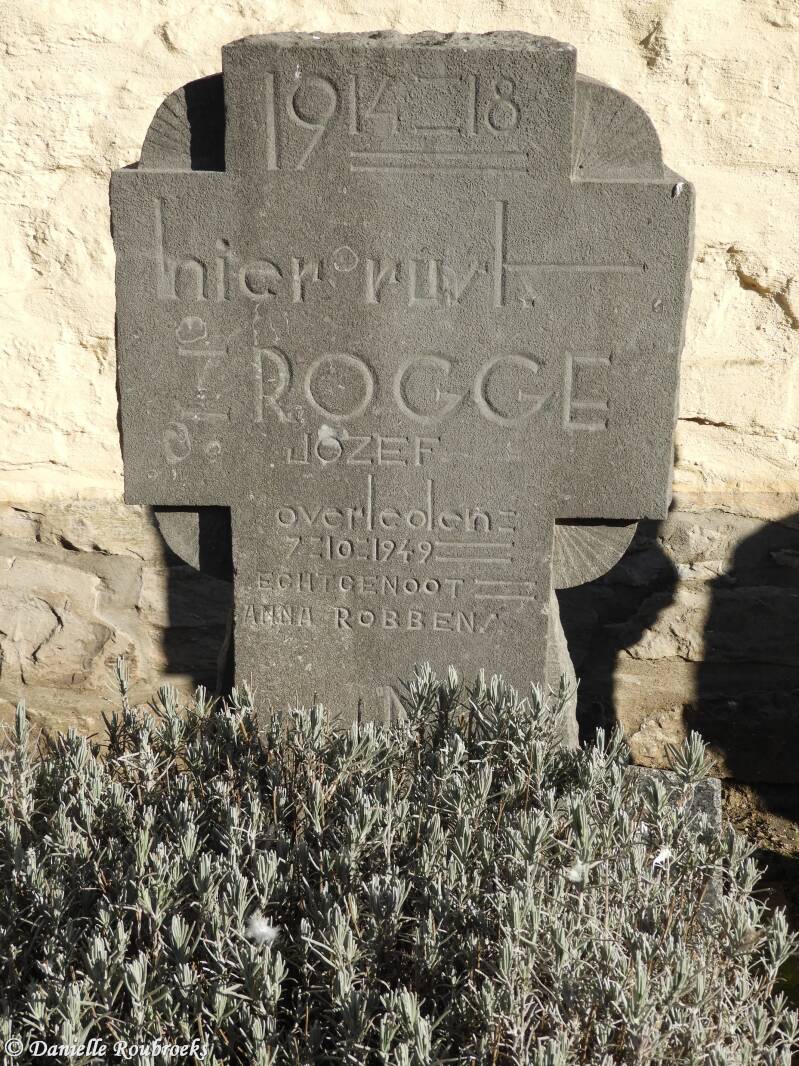 1914-18
hier rust
ROGGE
JOZEF
overleden
7-10-1949
ECHTGENOOT
ANNA ROBBENS
© Danielle Roubroeks